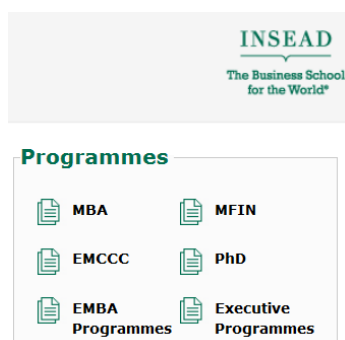 INSEAD
The Business School
for the World®
Programmes
MBA
MFIN
EMCCC
PhD
EMBA
Programmes
Executive
Programmes